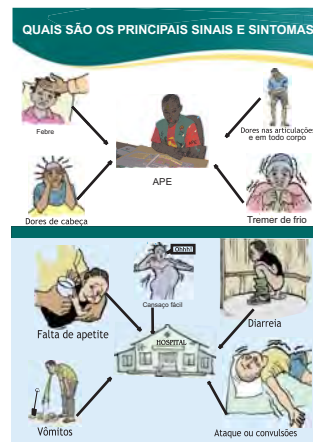 QUAIS SÃO OS PRINCIPAIS SINAIS E SINTOMAS
Febre
Dores nas articulações
e em todo corpo
APE
Dores de cabeça
Tremer de frio
Ohhh!
Cansaço fácil
Falta de apetite
Diarreia
HOSPITAL
Vômitos
Ataque ou convulsões